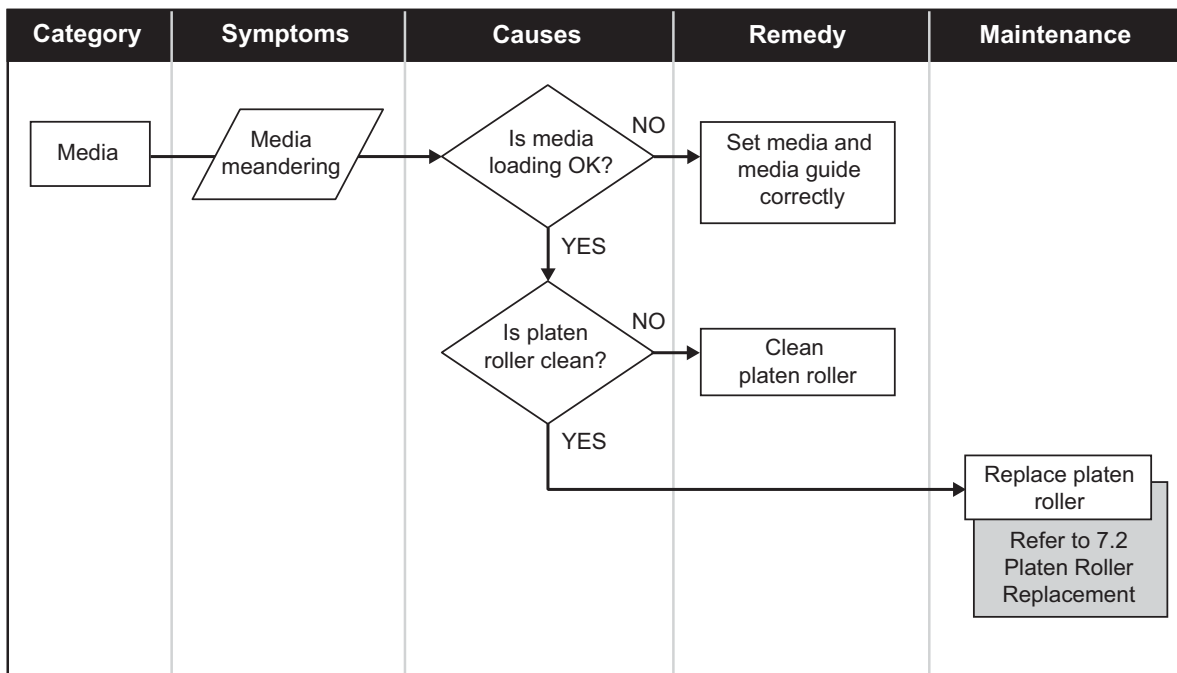 Category Symptoms Causes Remedy Maintenance
Media
Media
meandering
Is media
loading OK?
NO
Set media and
media guide
correctly
YES
Is platen
roller clean?
NO
Clean
platen roller
YES
Replace platen
roller
Refer to 7.2
Platen Roller
Replacement